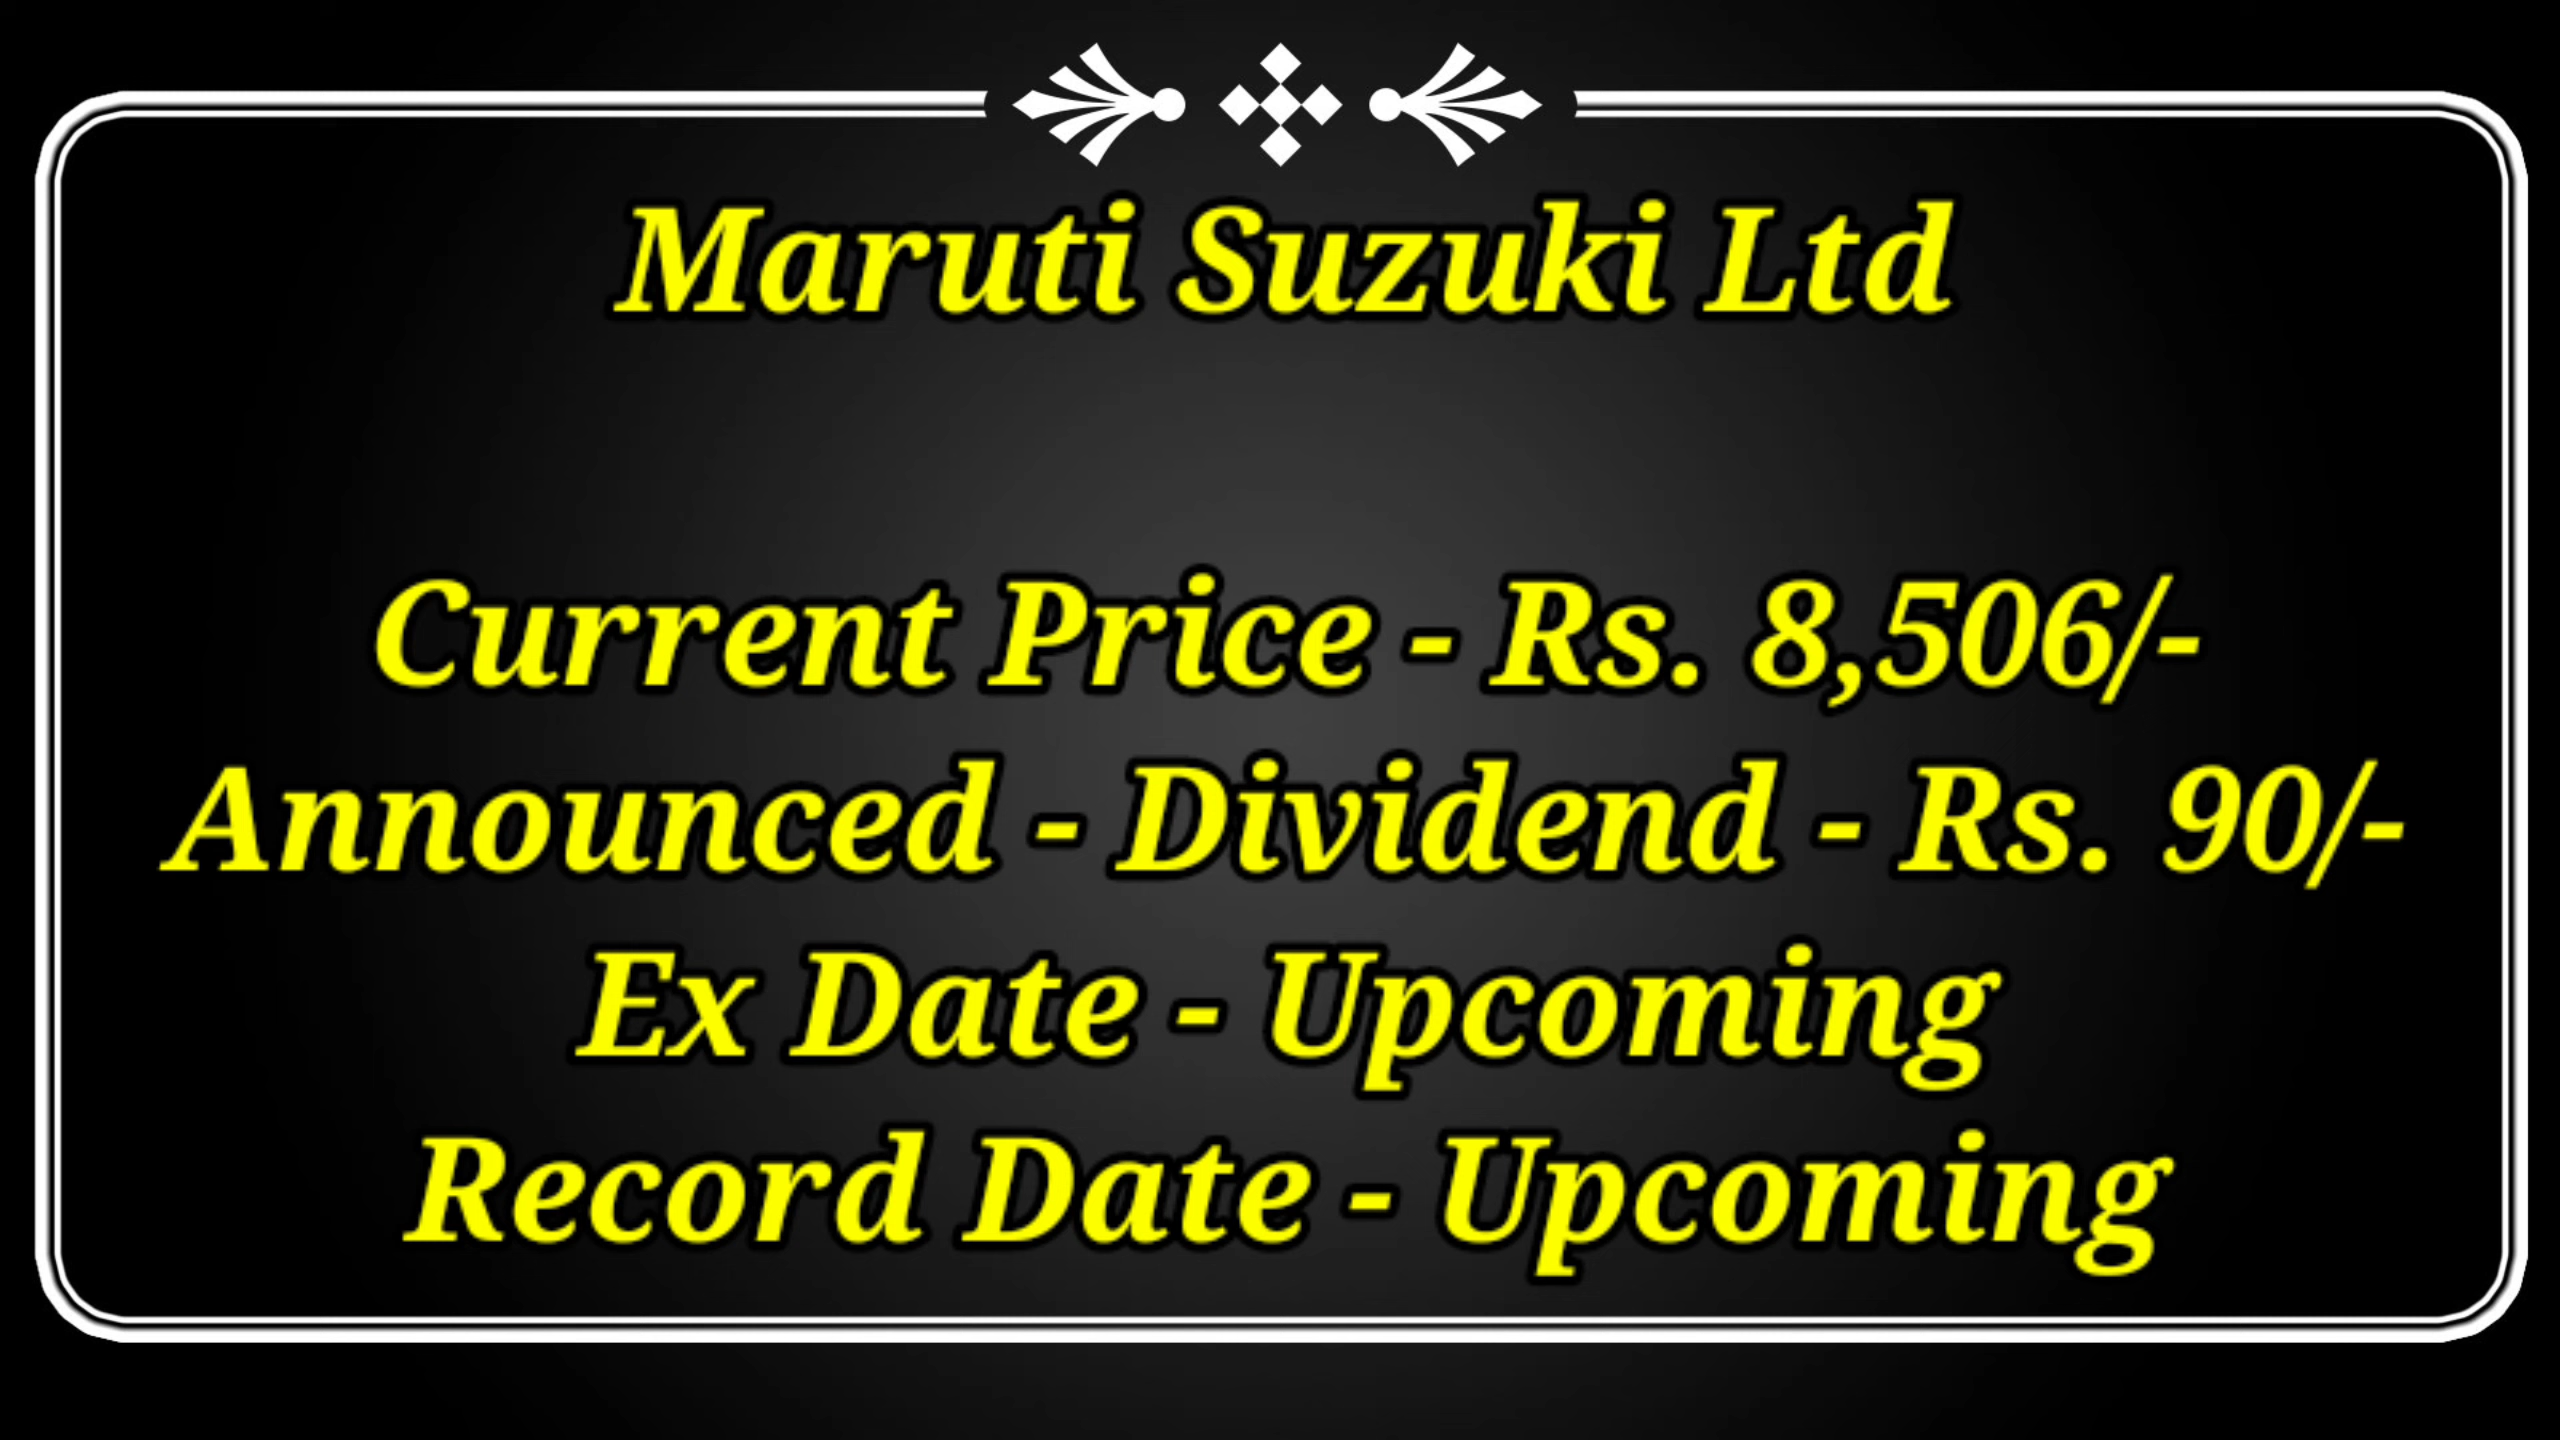 Maruti Suzuki Ltd
Current Price - Rs. 8,506/-
Announced - Dividend - Rs. 90/-
Ex Date - Upcoming
Record Date - Upcoming